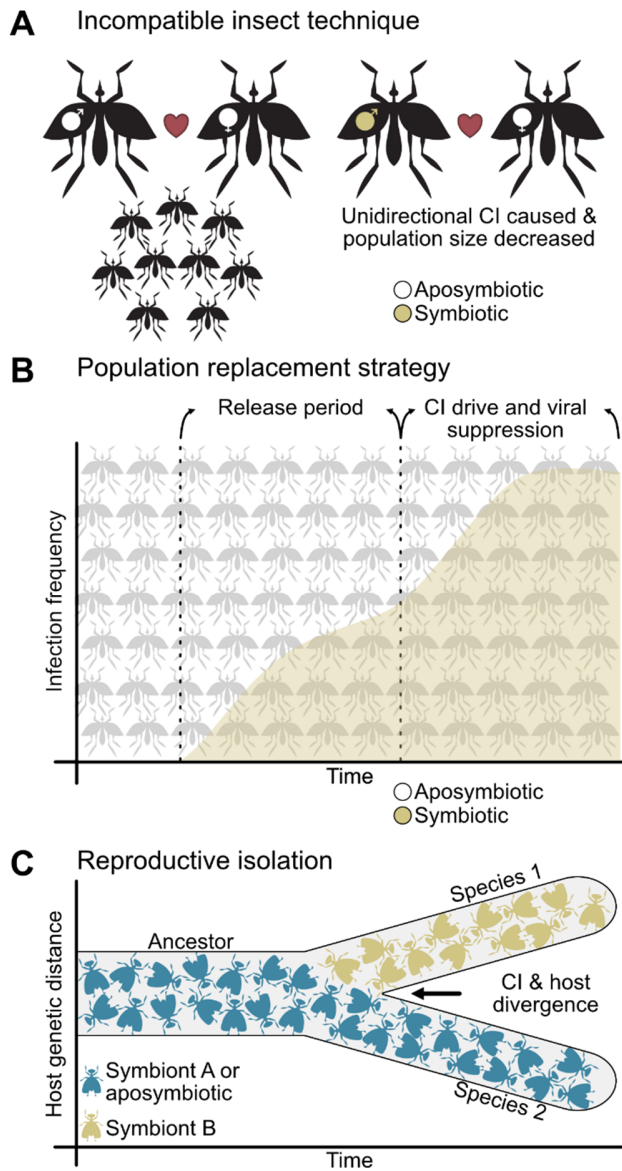 A Incompatible insect technique
Unidirectional CI caused &
population size decreased
Aposymbiotic
Symbiotic
B Population replacement strategy
Release period
CI drive and viral
suppression
Infection frequency
Time
Aposymbiotic
Symbiotic
C Reproductive isolation
Species 1
Ancestor
CI & host
divergence
Host genetic distance
Symbiont A or
aposymbiotic
Species 2
Symbiont B
Time